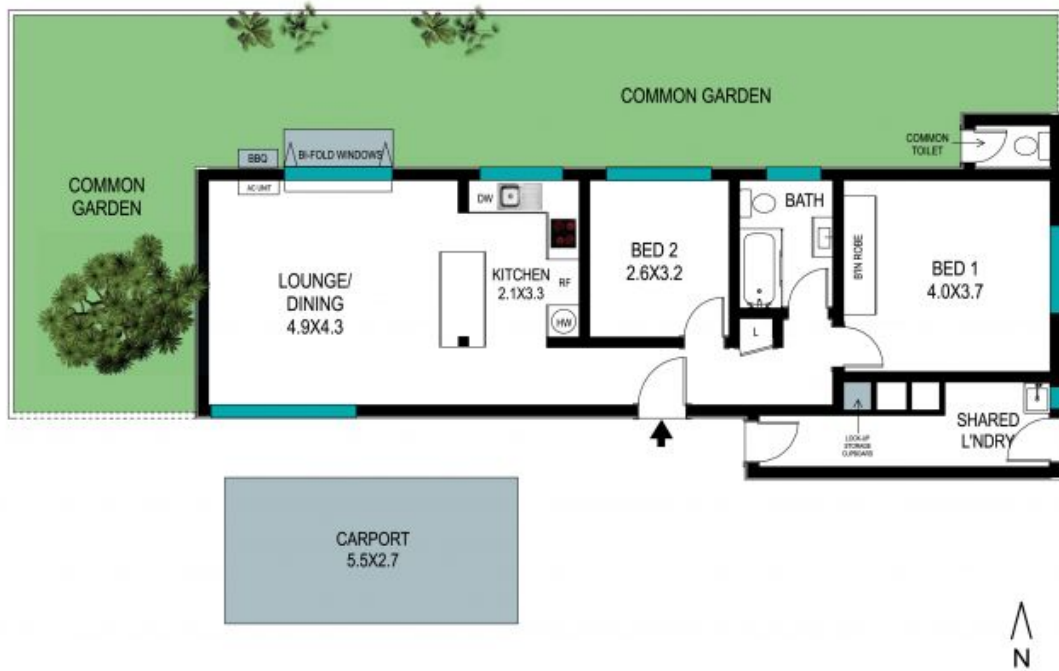 COMMON GARDEN
COMMON
TOILET
BBQ
BI-FOLD WINDOWS
AC UNIT
COMMON
GARDEN
DW
BATH
LOUNGE/
DINING
4.9X4.3
KITCHEN
2.1X3.3
RF
HW
BED 2
2.6X3.2
BTN ROBE
BED 1
4.0X3.7
L
LOCK-UP
STORAGE
CUPBOARD
SHARED
L'NDRY
CARPORT
5.5X2.7
N